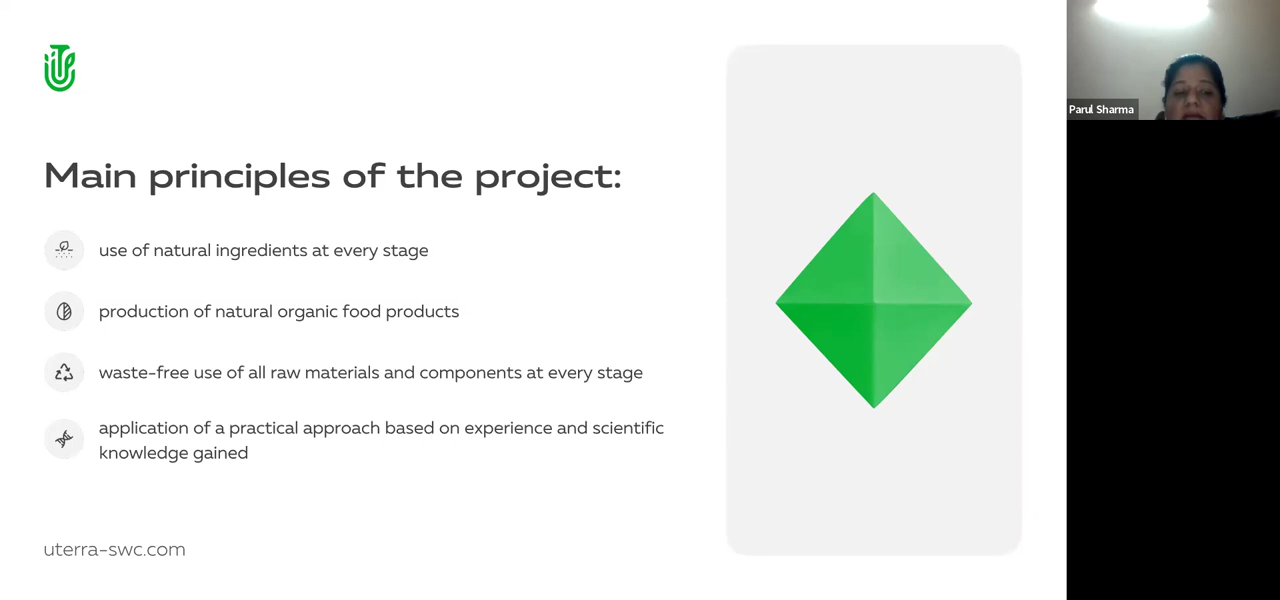 Main principles of the project:
use of natural ingredients at every stage
production of natural organic food products
waste-free use of all raw materials and components at every stage
application of a practical approach based on experience and scientific
knowledge gained
uterra-swc.com
Parul Sharma